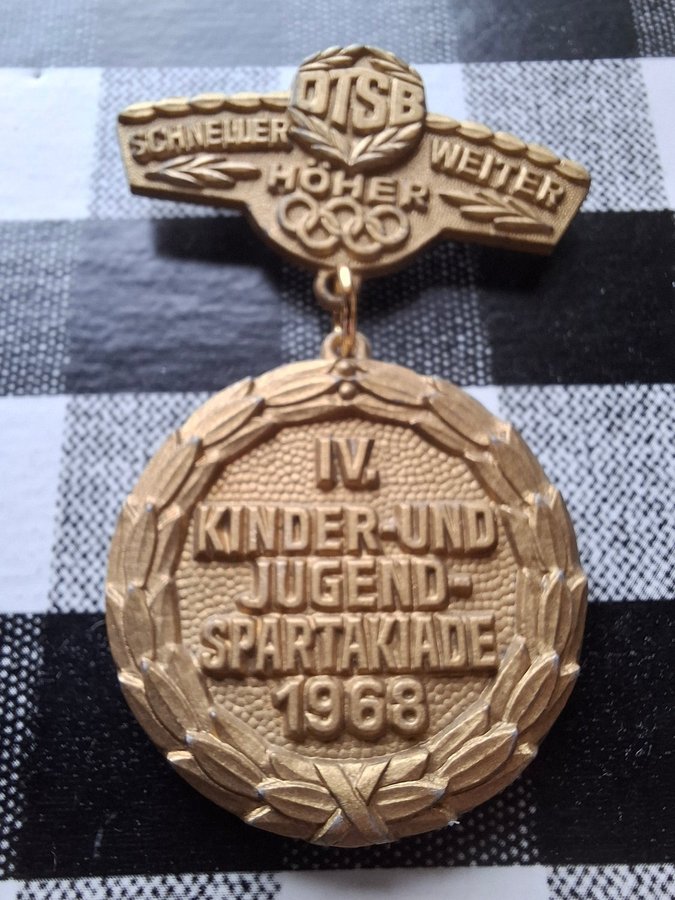 DTSB
SCHNELLER
HÖHER
WEITER
IV.
KINDER-UND
JUGEND-
SPARTAKIADE
1968